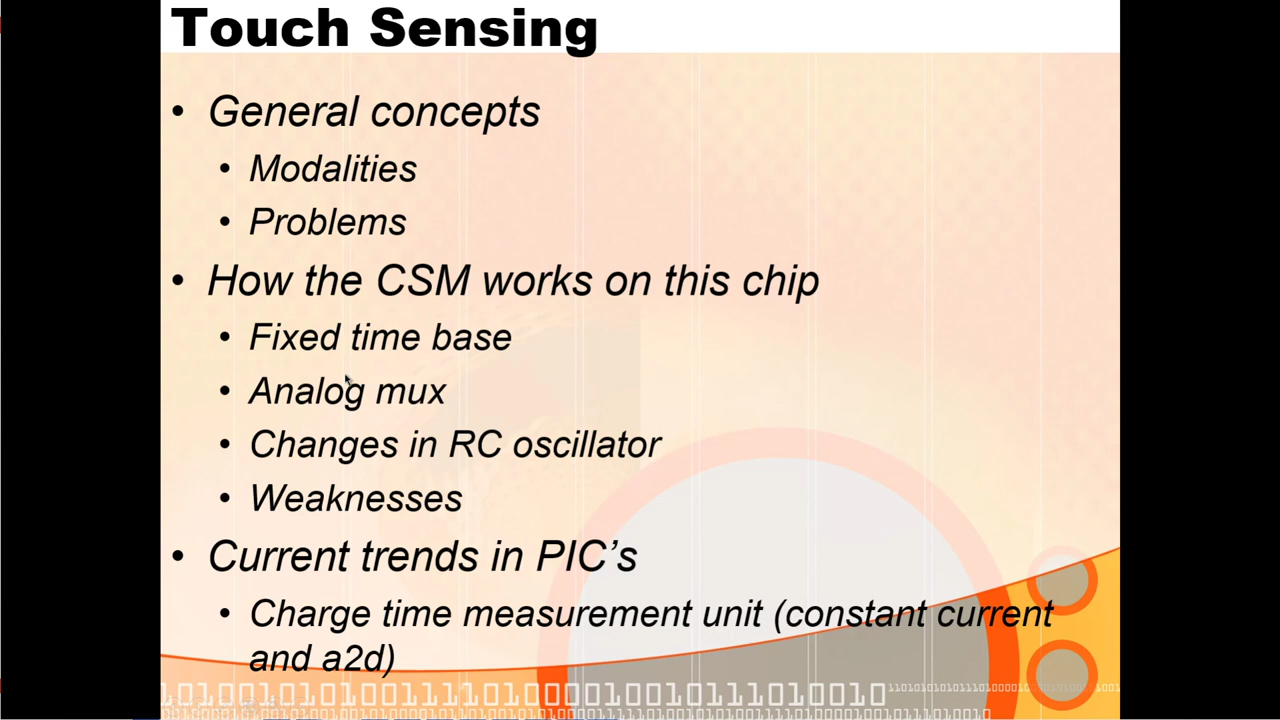 Touch Sensing
• General concepts
• Modalities
• Problems
• How the CSM works on this chip
• Fixed time base
• Analog mux
• Changes in RC oscillator
• Weaknesses
• Current trends in PIC’s
• Charge time measurement unit (constant current
and a2d)